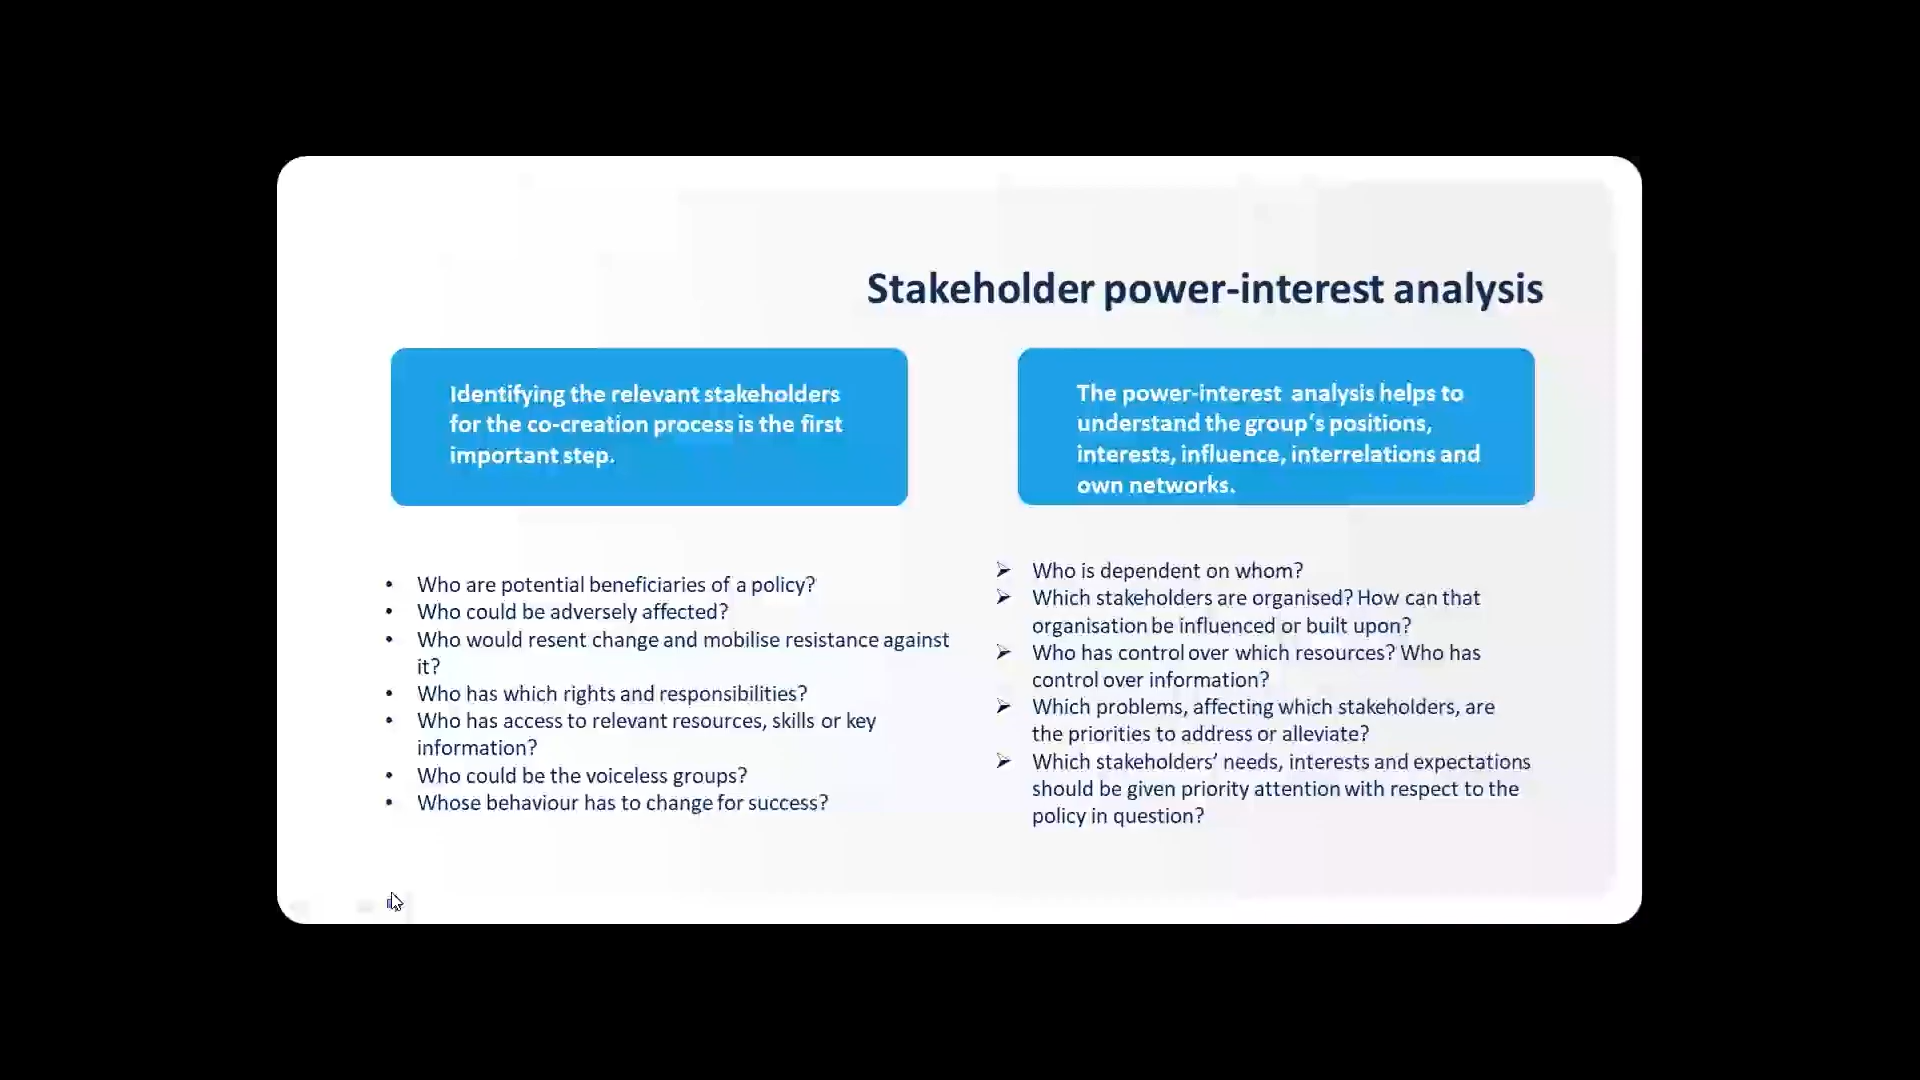 Stakeholder power-interest analysis
Identifying the relevant stakeholders
for the co-creation process is the first
important step.
• Who are potential beneficiaries of a policy?
• Who could be adversely affected?
• Who would resent change and mobilise resistance against
it?
• Who has which rights and responsibilities?
• Who has access to relevant resources, skills or key
information?
• Who could be the voiceless groups?
• Whose behaviour has to change for success?
The power-interest analysis helps to
understand the group‘s positions,
interests, influence, interrelations and
own networks.
➢ Who is dependent on whom?
➢ Which stakeholders are organised? How can that
organisation be influenced or built upon?
➢ Who has control over which resources? Who has
control over information?
➢ Which problems, affecting which stakeholders, are
the priorities to address or alleviate?
➢ Which stakeholders’ needs, interests and expectations
should be given priority attention with respect to the
policy in question?